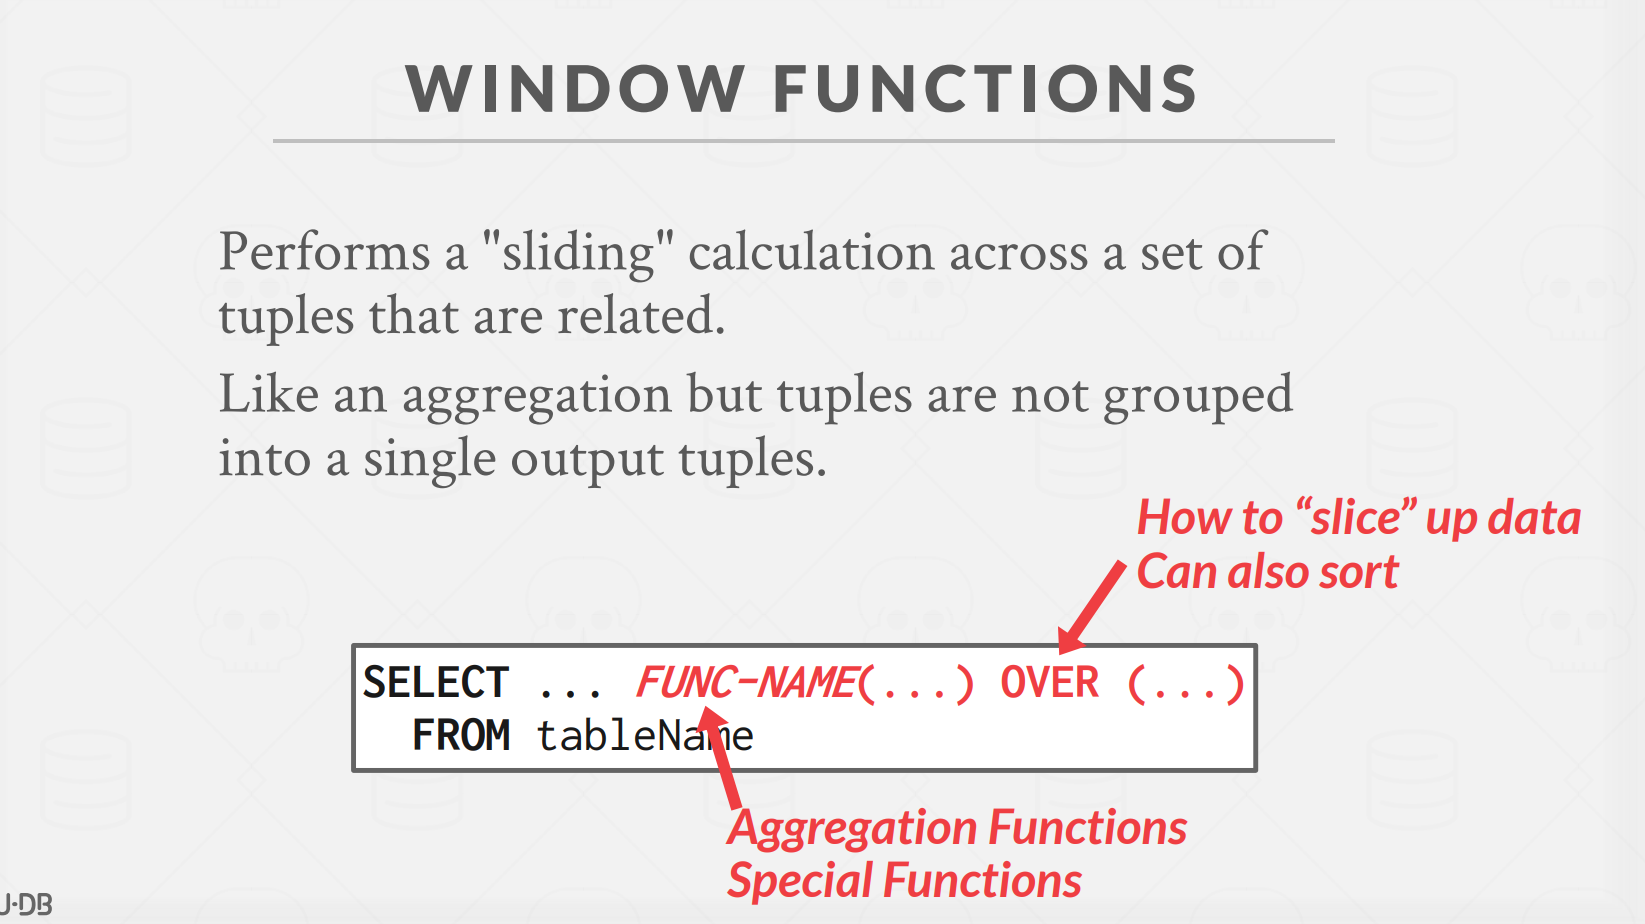 WINDOW FUNCTIONS
Performs a "sliding" calculation across a set of
tuples that are related.
Like an aggregation but tuples are not grouped
into a single output tuples.
How to “slice” up data
Can also sort
SELECT ... FUNC-NAME(...) OVER (...)
FROM tableName
Aggregation Functions
Special Functions
U·DB